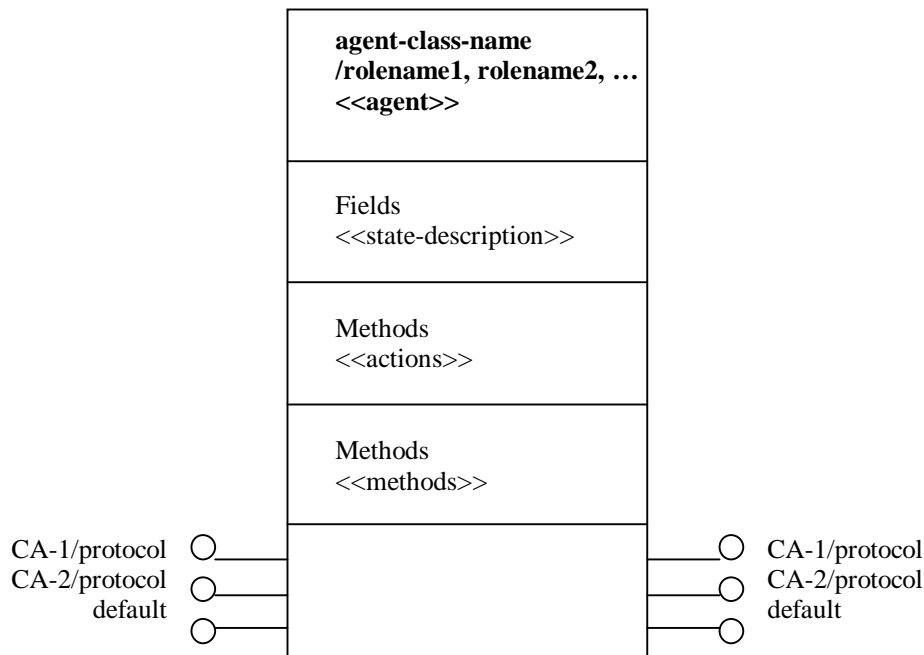 agent-class-name
/rolename1, rolename2, …
<<agent>>
Fields
<<state-description>>
Methods
<<actions>>
Methods
<<methods>>
CA-1/protocol
CA-2/protocol
default
CA-1/protocol
CA-2/protocol
default